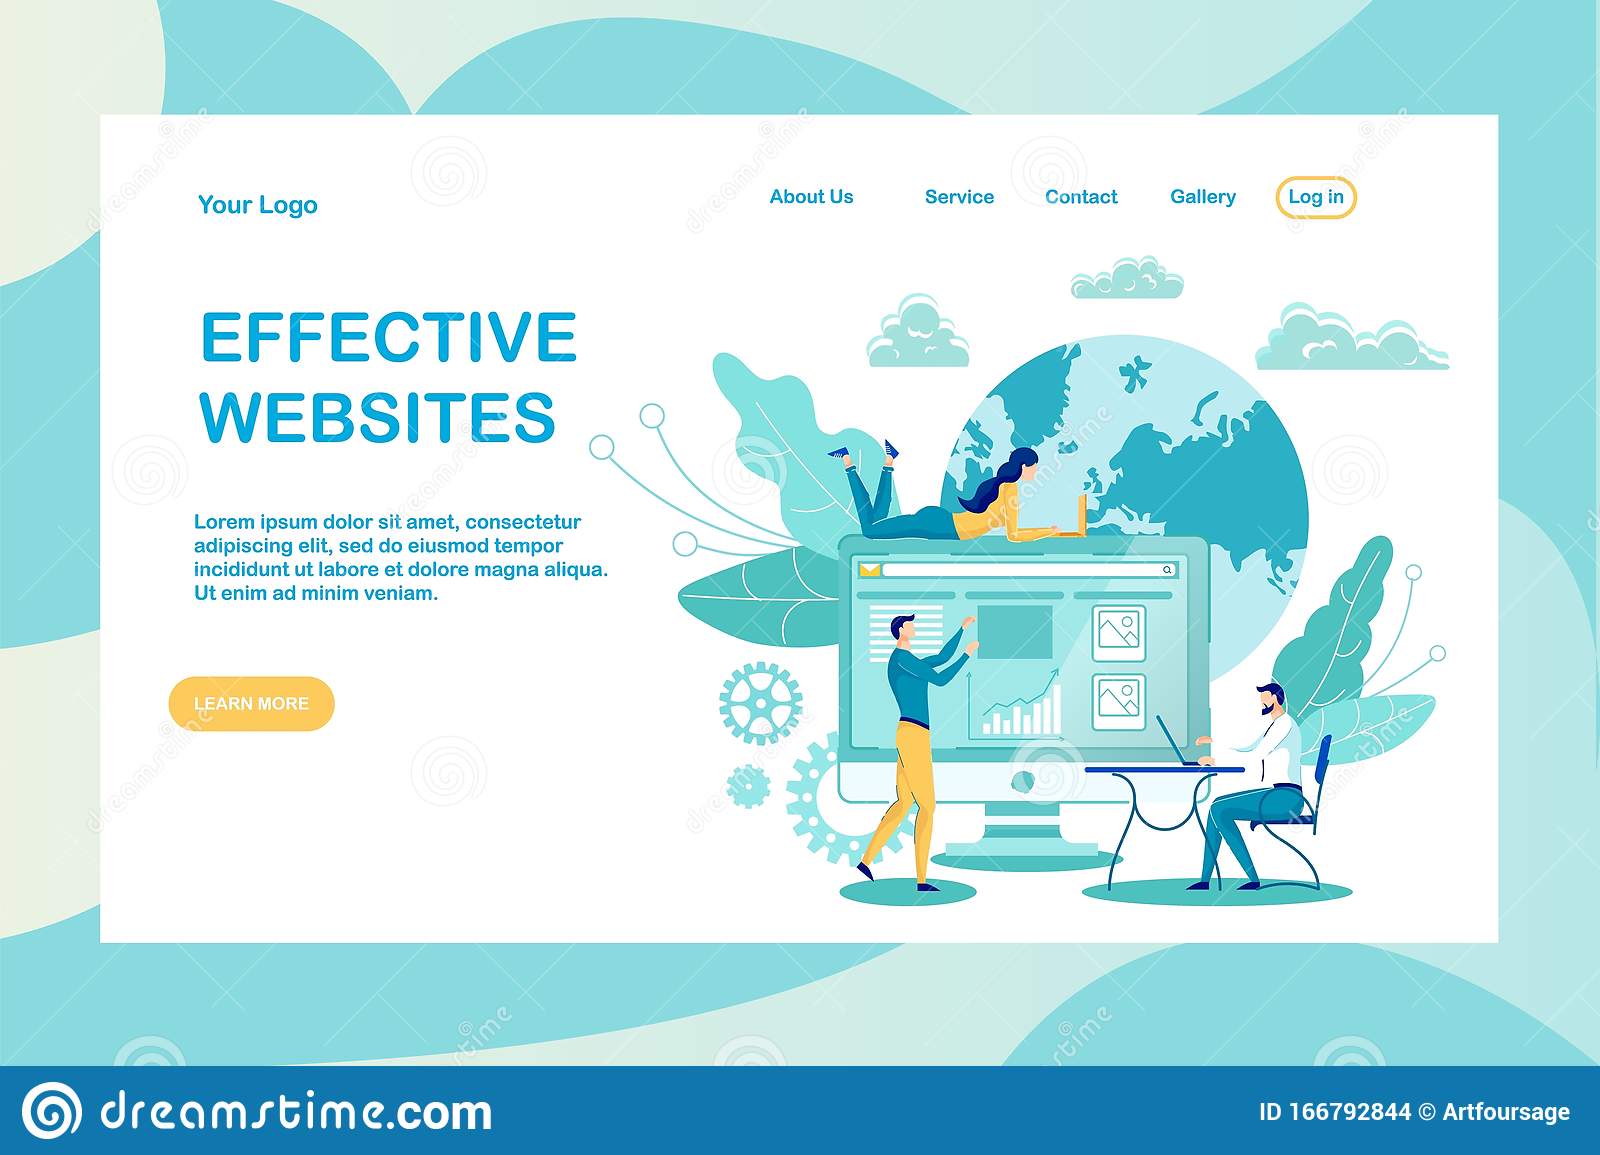 Your Logo
About Us
Service
Contact
Gallery
Log in
EFFECTIVE
WEBSITES
Lorem ipsum dolor sit amet, consectetur
adipiscing elit, sed do eiusmod tempor
incididunt ut labore et dolore magna aliqua.
Ut enim ad minim veniam.
LEARN MORE
dreamstime.com
ID 166792844 © Artfoursage